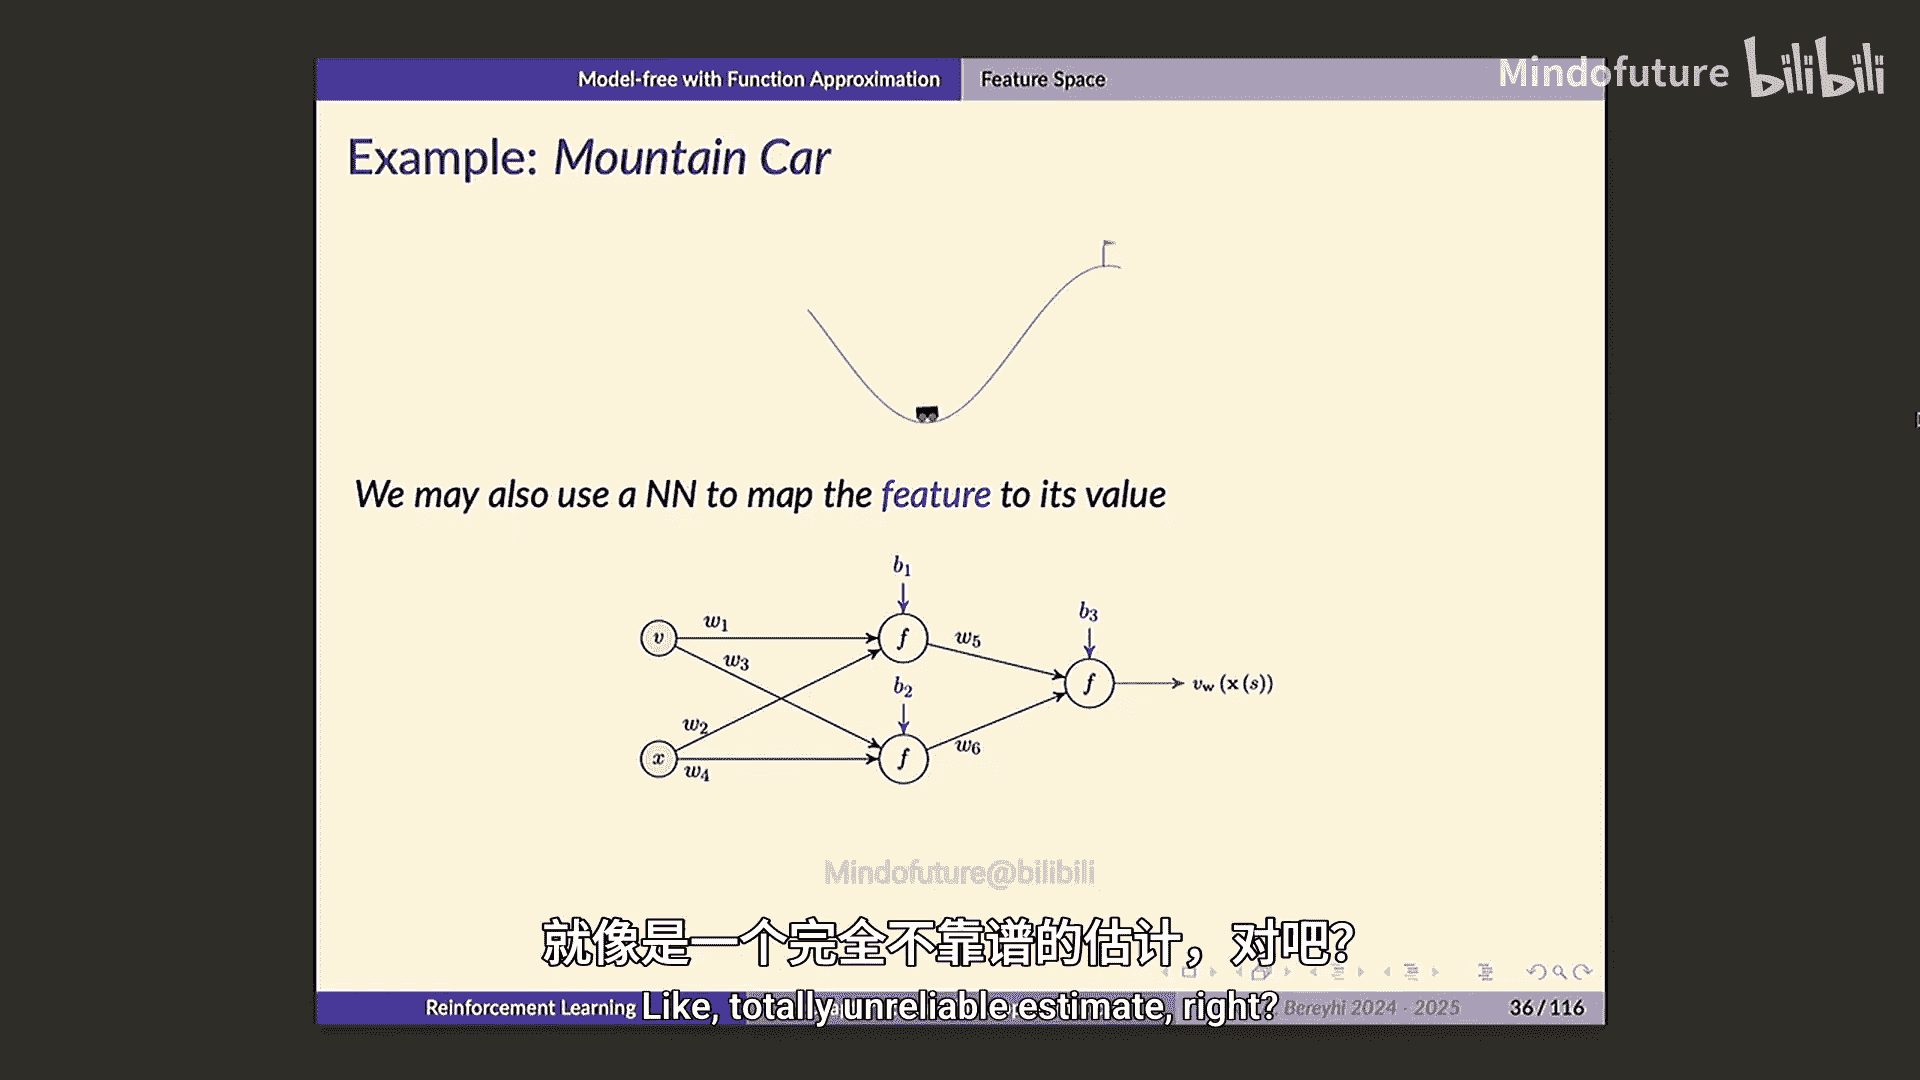 Model-free with Function Approximation
Feature Space
Mindofuture bilibili
Example: Mountain Car
We may also use a NN to map the feature to its value
b1
b3
v
w1
f
w5
w3
b2
f
vw (x (s))
w2
x
w4
f
w6
Mindofuture@bilibili
就像是一个完全不靠谱的估计，对吧？
Reinforcement Learning
Like, totally unreliable estimate, right?
Bereyhi 2024 - 2025
36 / 116